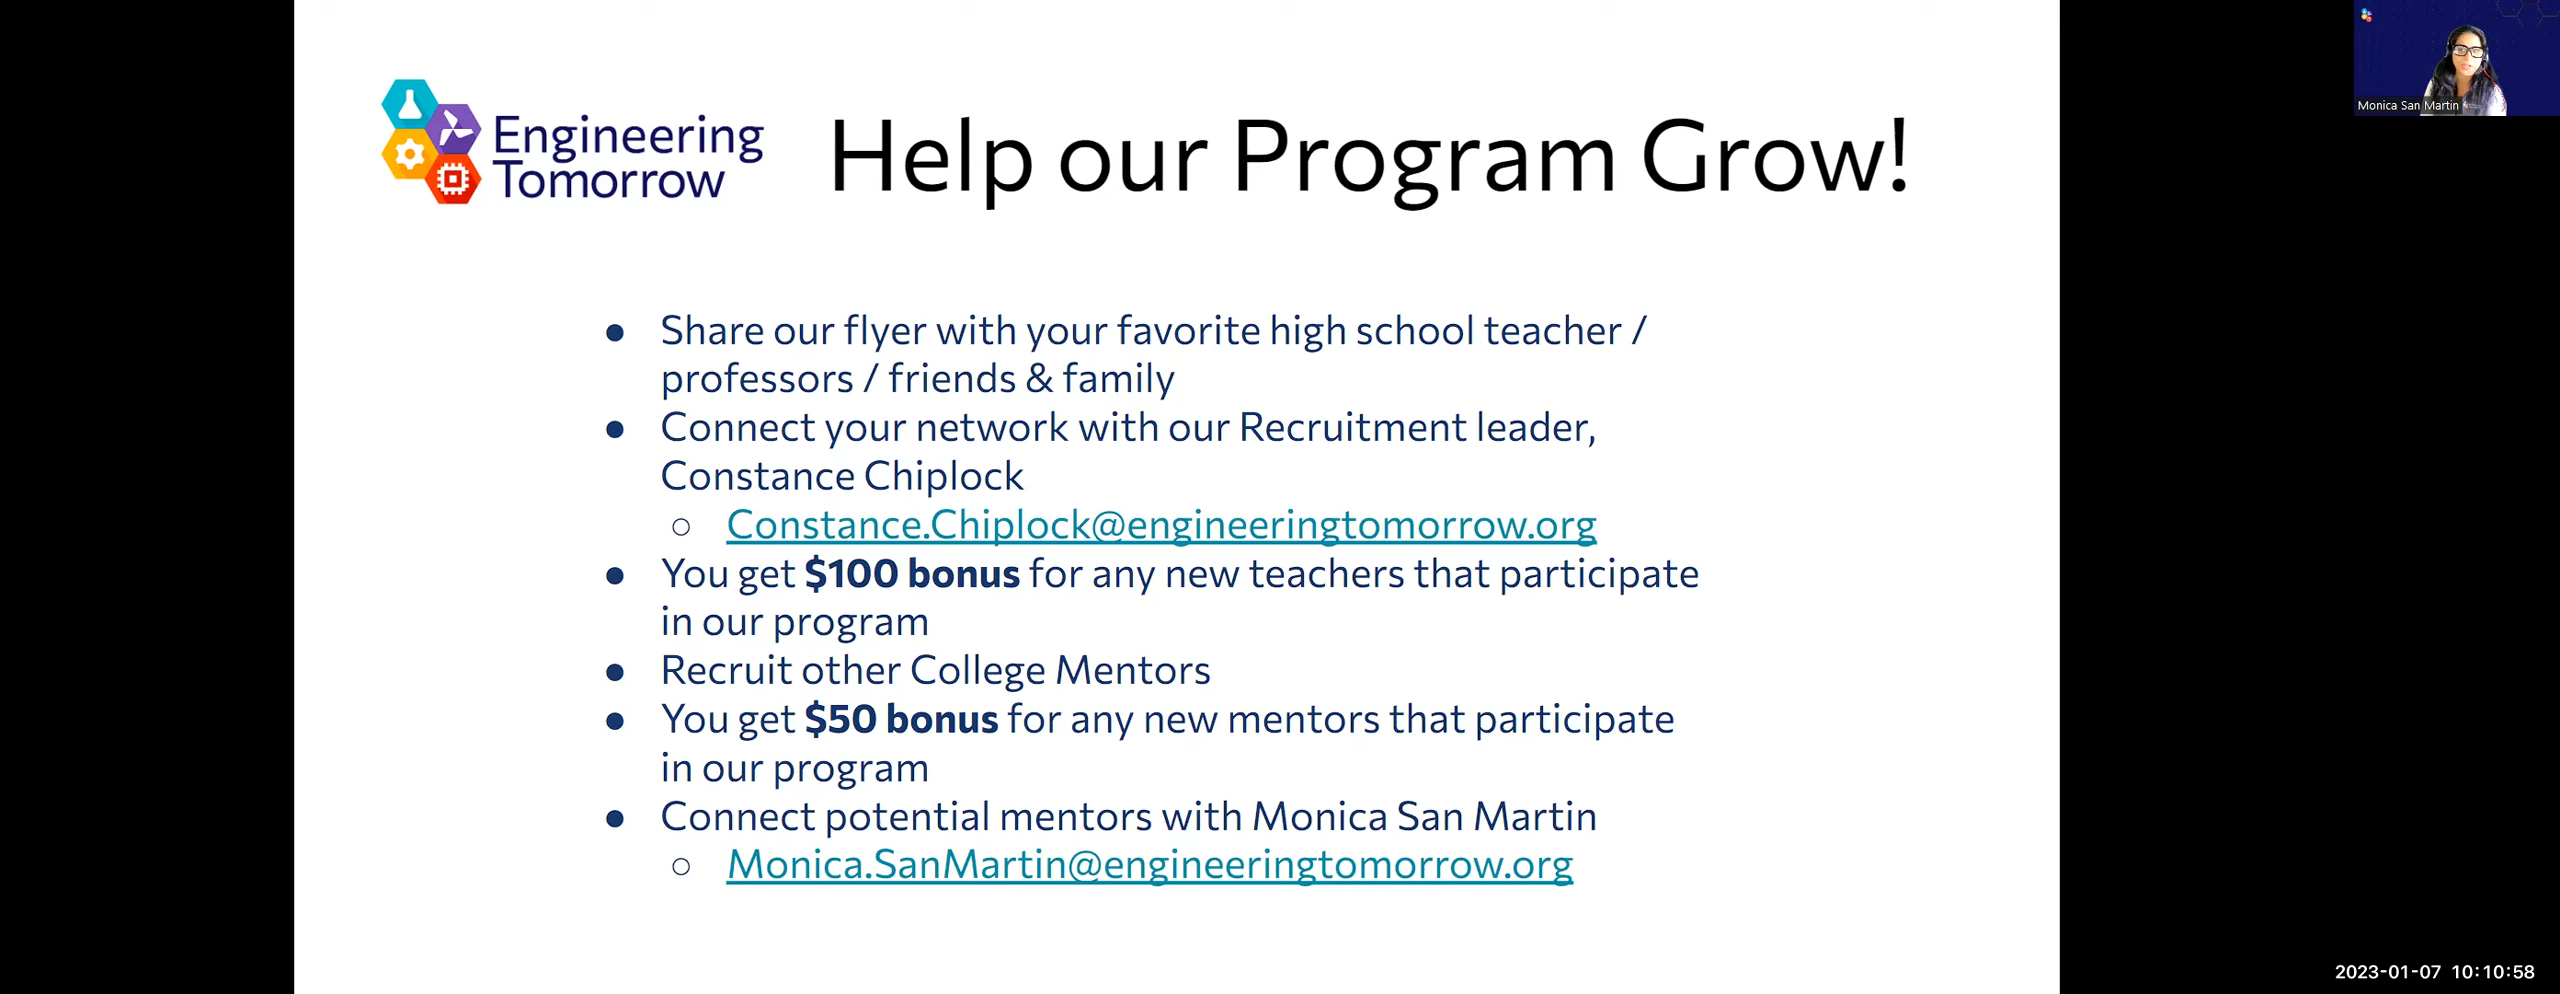 Engineering
Tomorrow
Help our Program Grow!
Monica San Martin
● Share our flyer with your favorite high school teacher /
professors / friends & family
● Connect your network with our Recruitment leader,
Constance Chiplock
○ Constance.Chiplock@engineeringtomorrow.org
● You get $100 bonus for any new teachers that participate
in our program
● Recruit other College Mentors
● You get $50 bonus for any new mentors that participate
in our program
● Connect potential mentors with Monica San Martin
○ Monica.SanMartin@engineeringtomorrow.org
2023-01-07 10:10:58